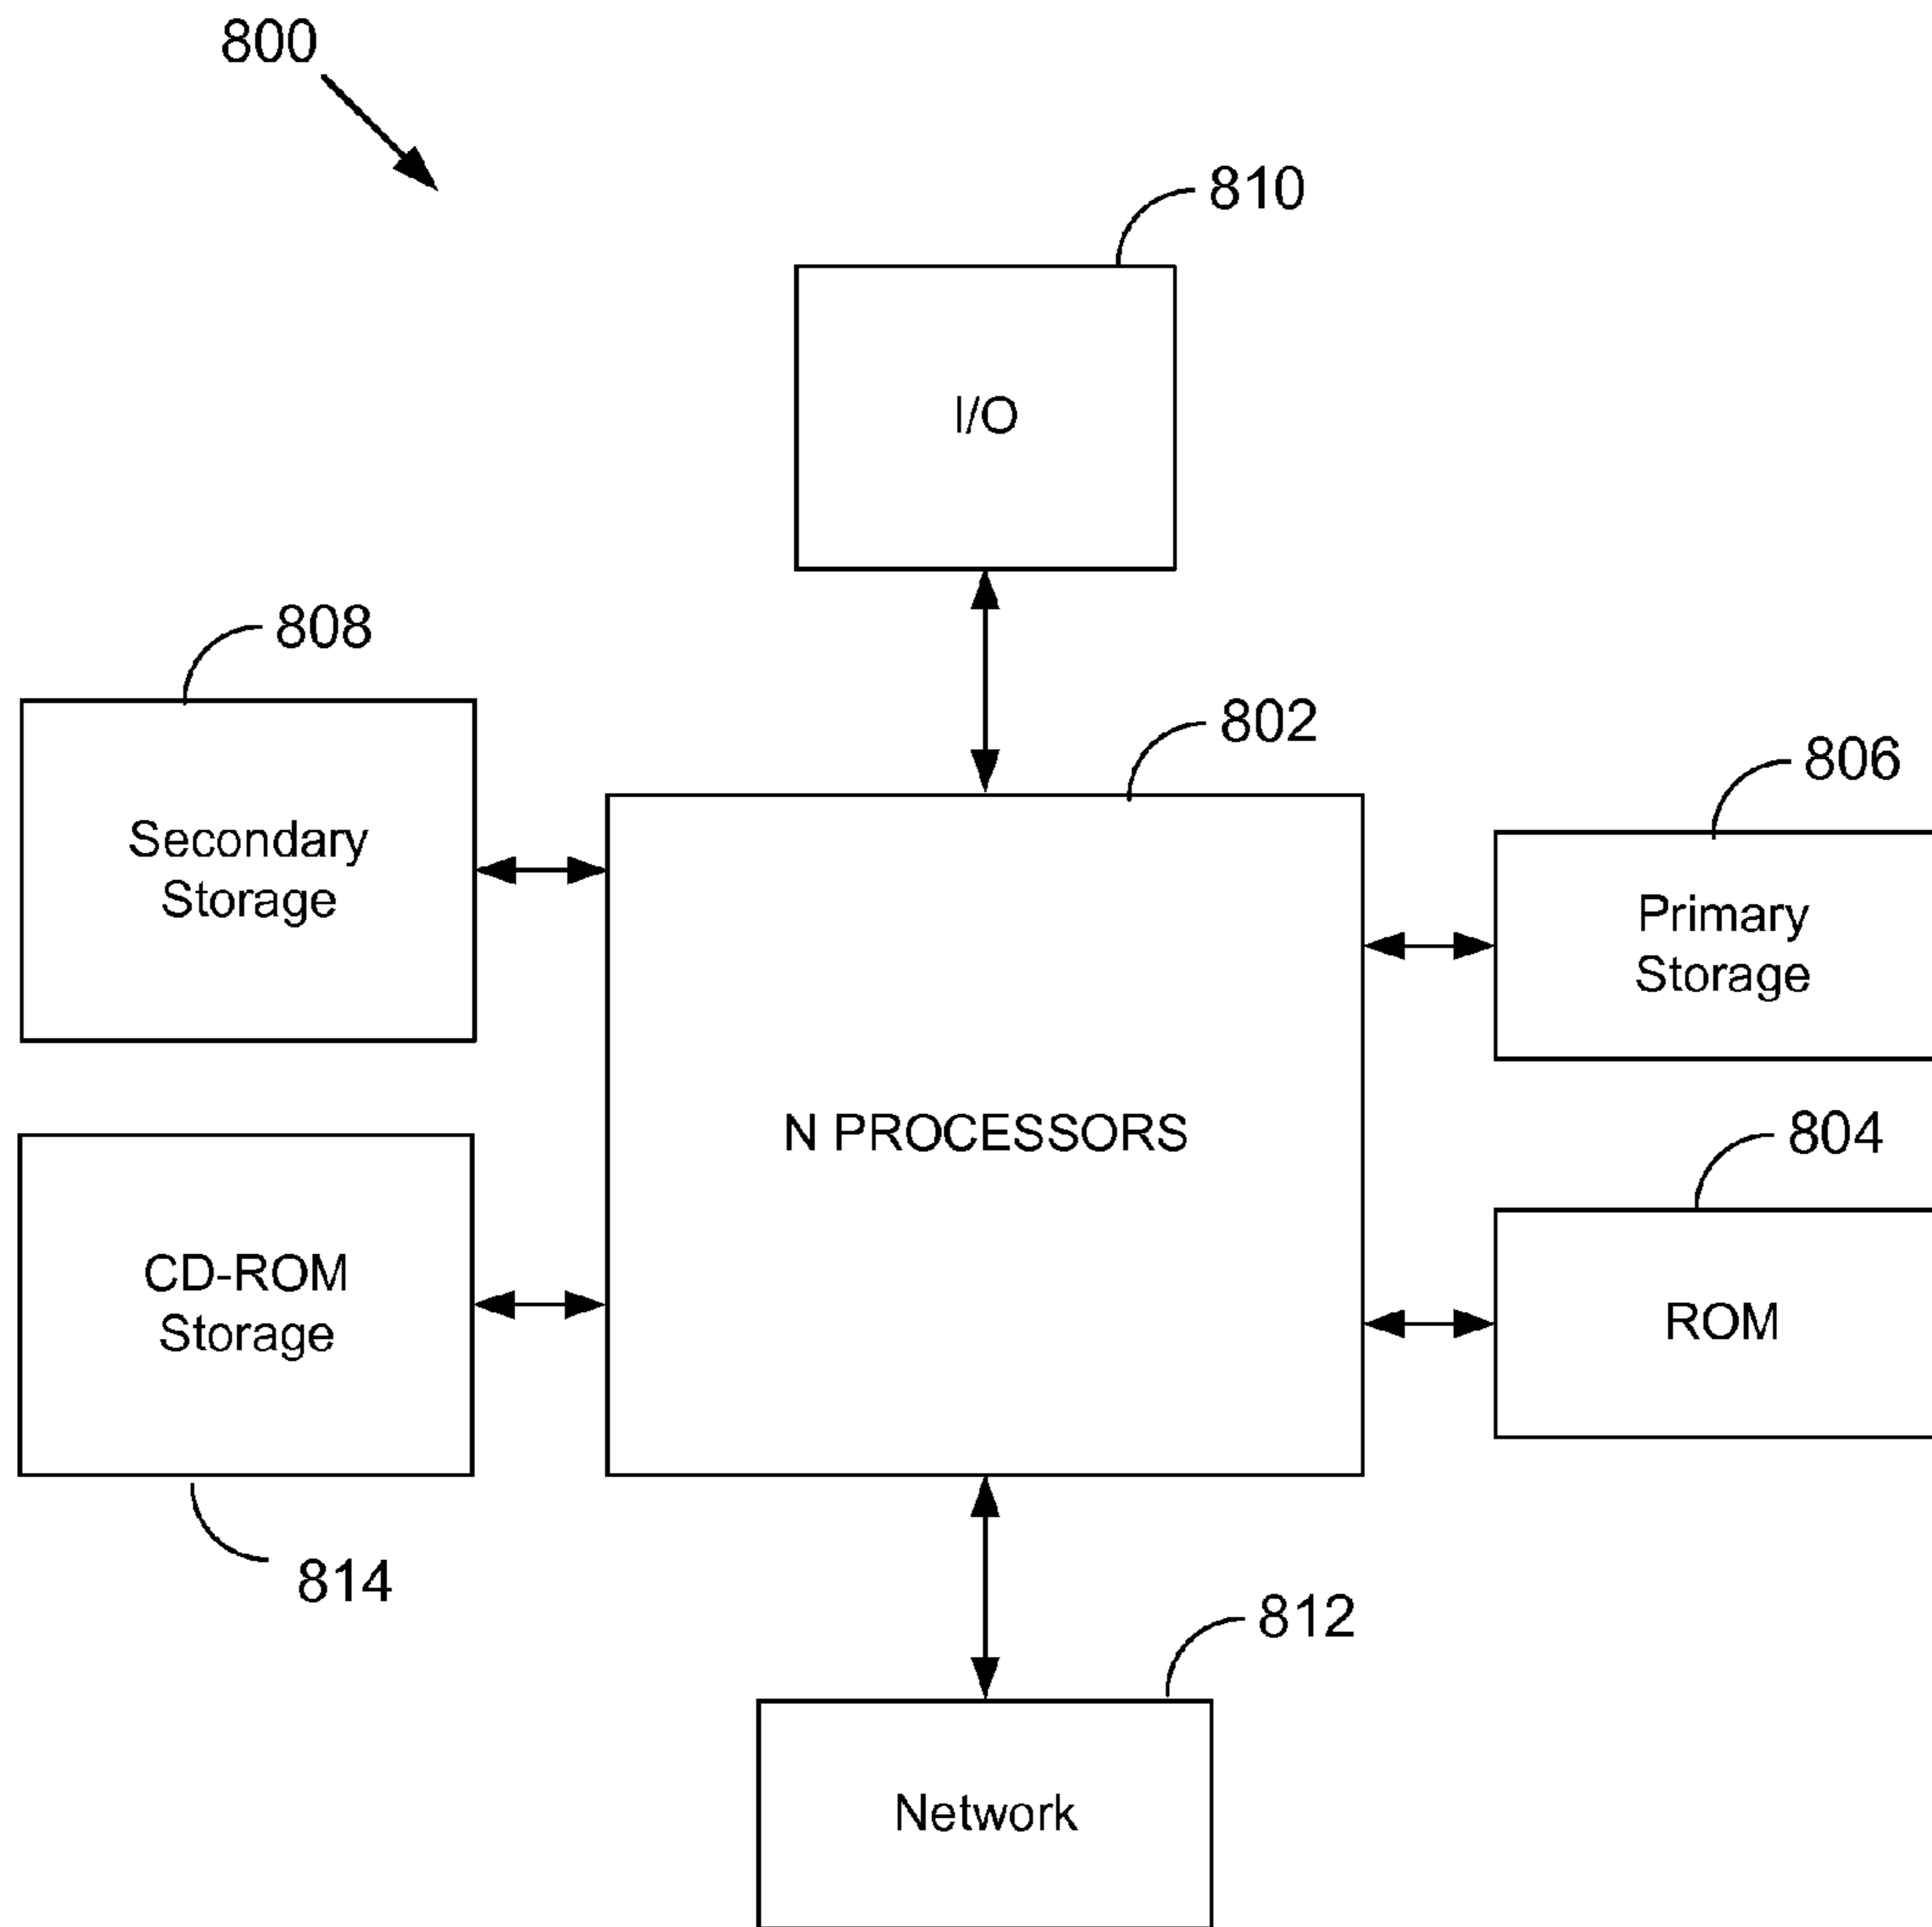 800
810
I/O
808
802
806
Secondary
Storage
Primary
Storage
N PROCESSORS
804
CD-ROM
Storage
ROM
814
812
Network